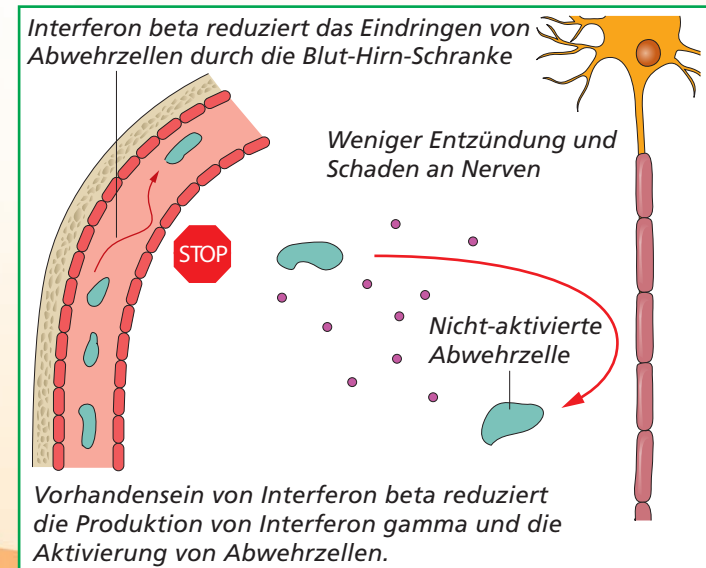 Interferon beta reduziert das Eindringen von
Abwehrzellen durch die Blut-Hirn-Schranke
Weniger Entzündung und
Schaden an Nerven
STOP
Nicht-aktivierte
Abwehrzelle
Vorhandensein von Interferon beta reduziert
die Produktion von Interferon gamma und die
Aktivierung von Abwehrzellen.